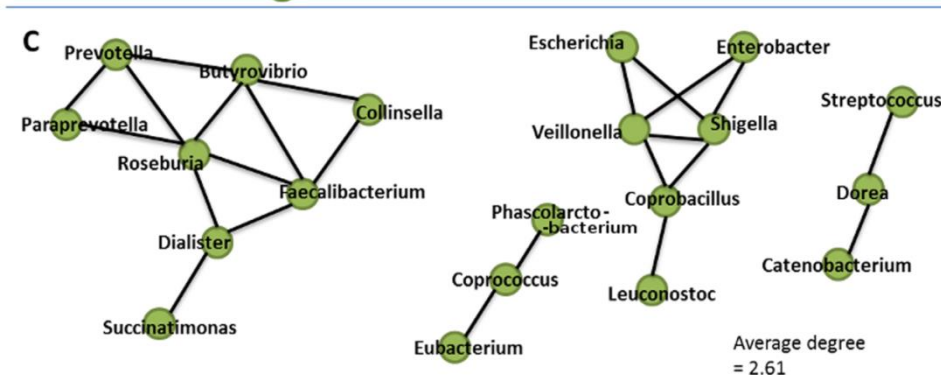 C
Prevotella
Butyrovibrio
Collinsella
Paraprevotella
Roseburia
Faecalibacterium
Dialister
Succinatimonas
Escherichia
Enterobacter
Veillonella
Shigella
Coprobacillus
Leuconostoc
Phascolarcto-
-bacterium
Coprococcus
Eubacterium
Streptococcus
Dorea
Catenobacterium
Average degree
= 2.61